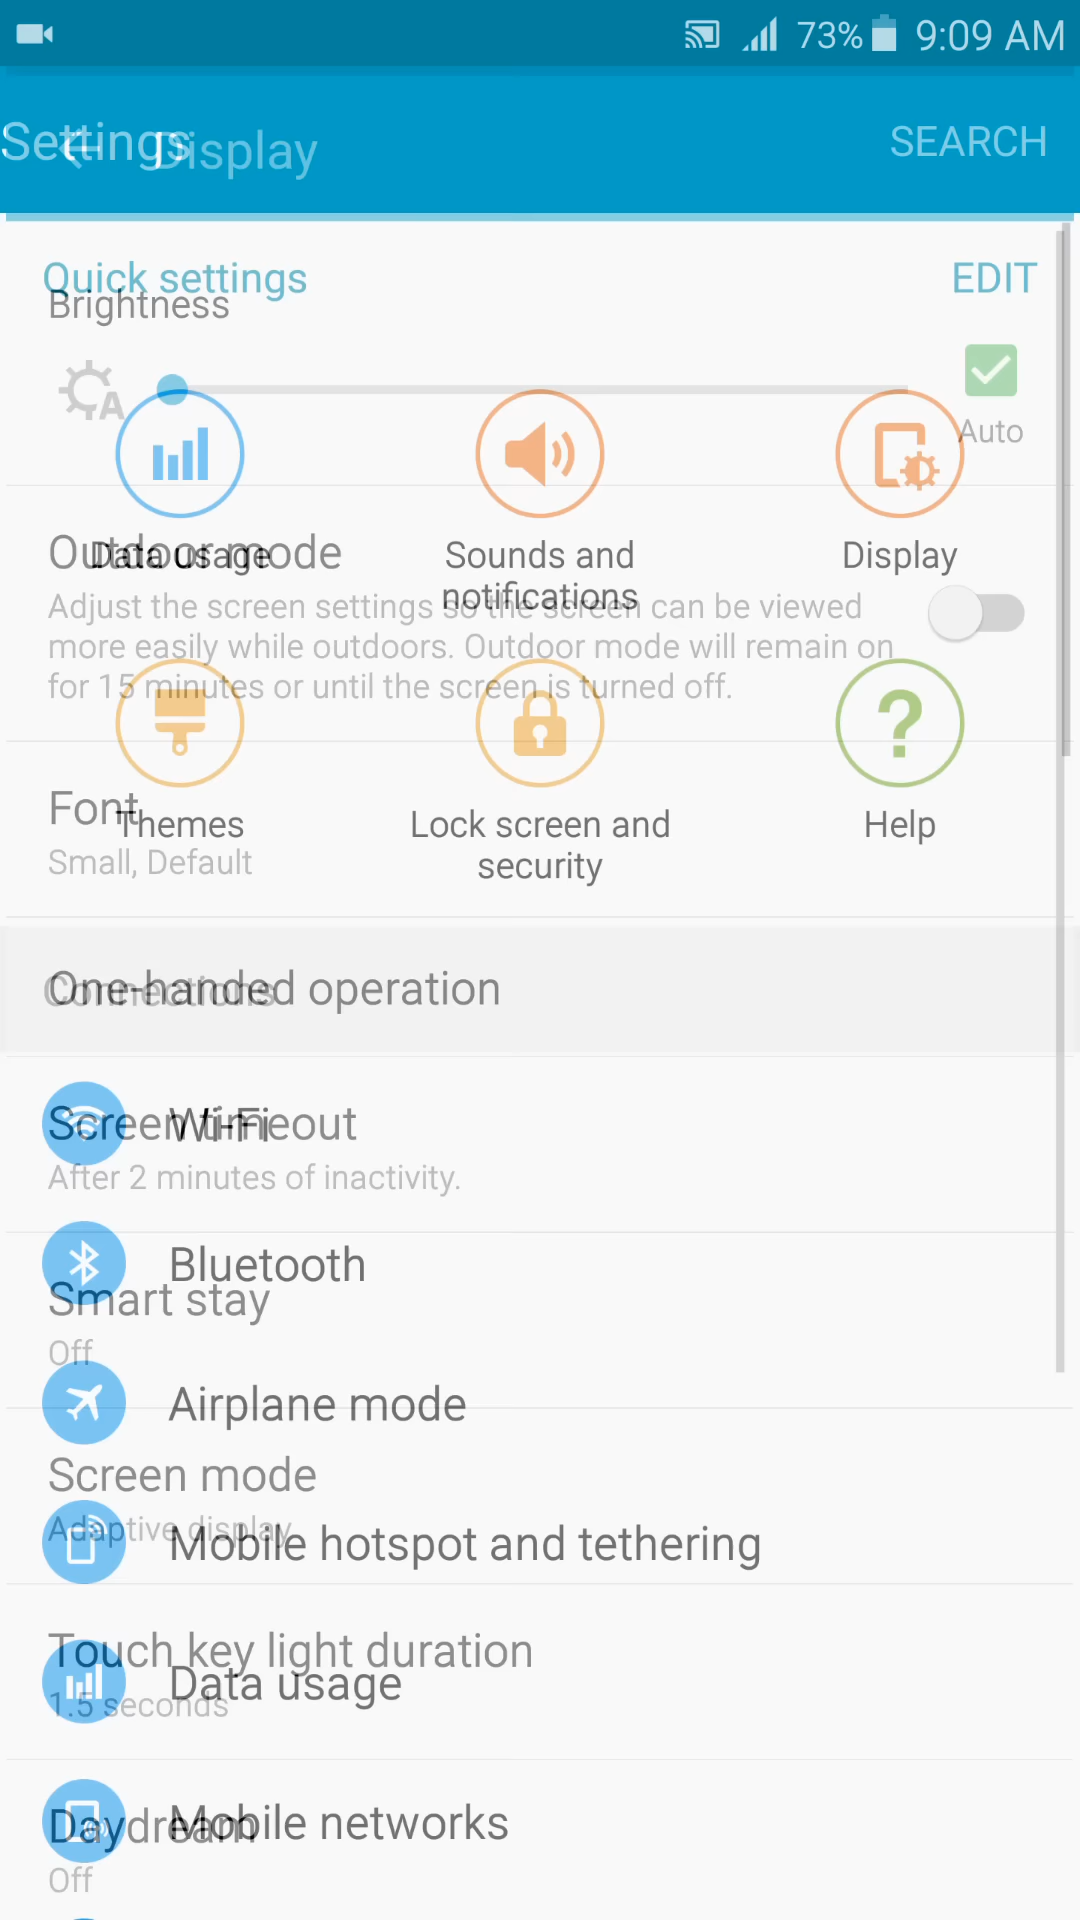 73% 9:09 AM
Settings
Display
SEARCH
Quick settings
EDIT
Brightness
A
Auto
Outdoor mode
Data usage
Sounds and
notifications
Display
Adjust the screen settings so the screen can be viewed
more easily while outdoors. Outdoor mode will remain on
for 15 minutes or until the screen is turned off.
Font
Themes
Lock screen and
security
Help
Small, Default
One-handed operation
Connections
Screen timeout
Wi-Fi
After 2 minutes of inactivity.
Bluetooth
Smart stay
Off
Airplane mode
Screen mode
Adaptive display
Mobile hotspot and tethering
Touch key light duration
Data usage
1.5 seconds
Daydream
Mobile networks
Off